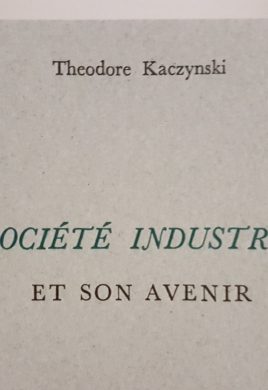 Theodore Kaczynski
OCIÉTÉ INDUSTR
ET SON AVENIR